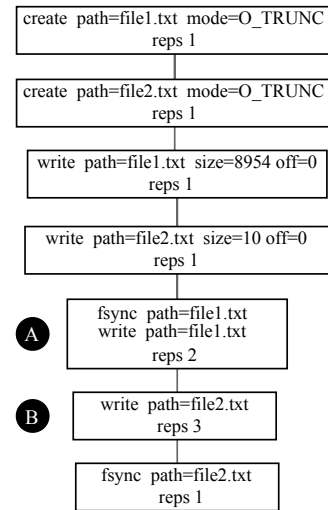 create path=file1.txt mode=O_TRUNC
reps 1
create path=file2.txt mode=O_TRUNC
reps 1
write path=file1.txt size=8954 off=0
reps 1
write path=file2.txt size=10 off=0
reps 1
A
fsync path=file1.txt
write path=file1.txt
reps 2
B
write path=file2.txt
reps 3
fsync path=file2.txt
reps 1